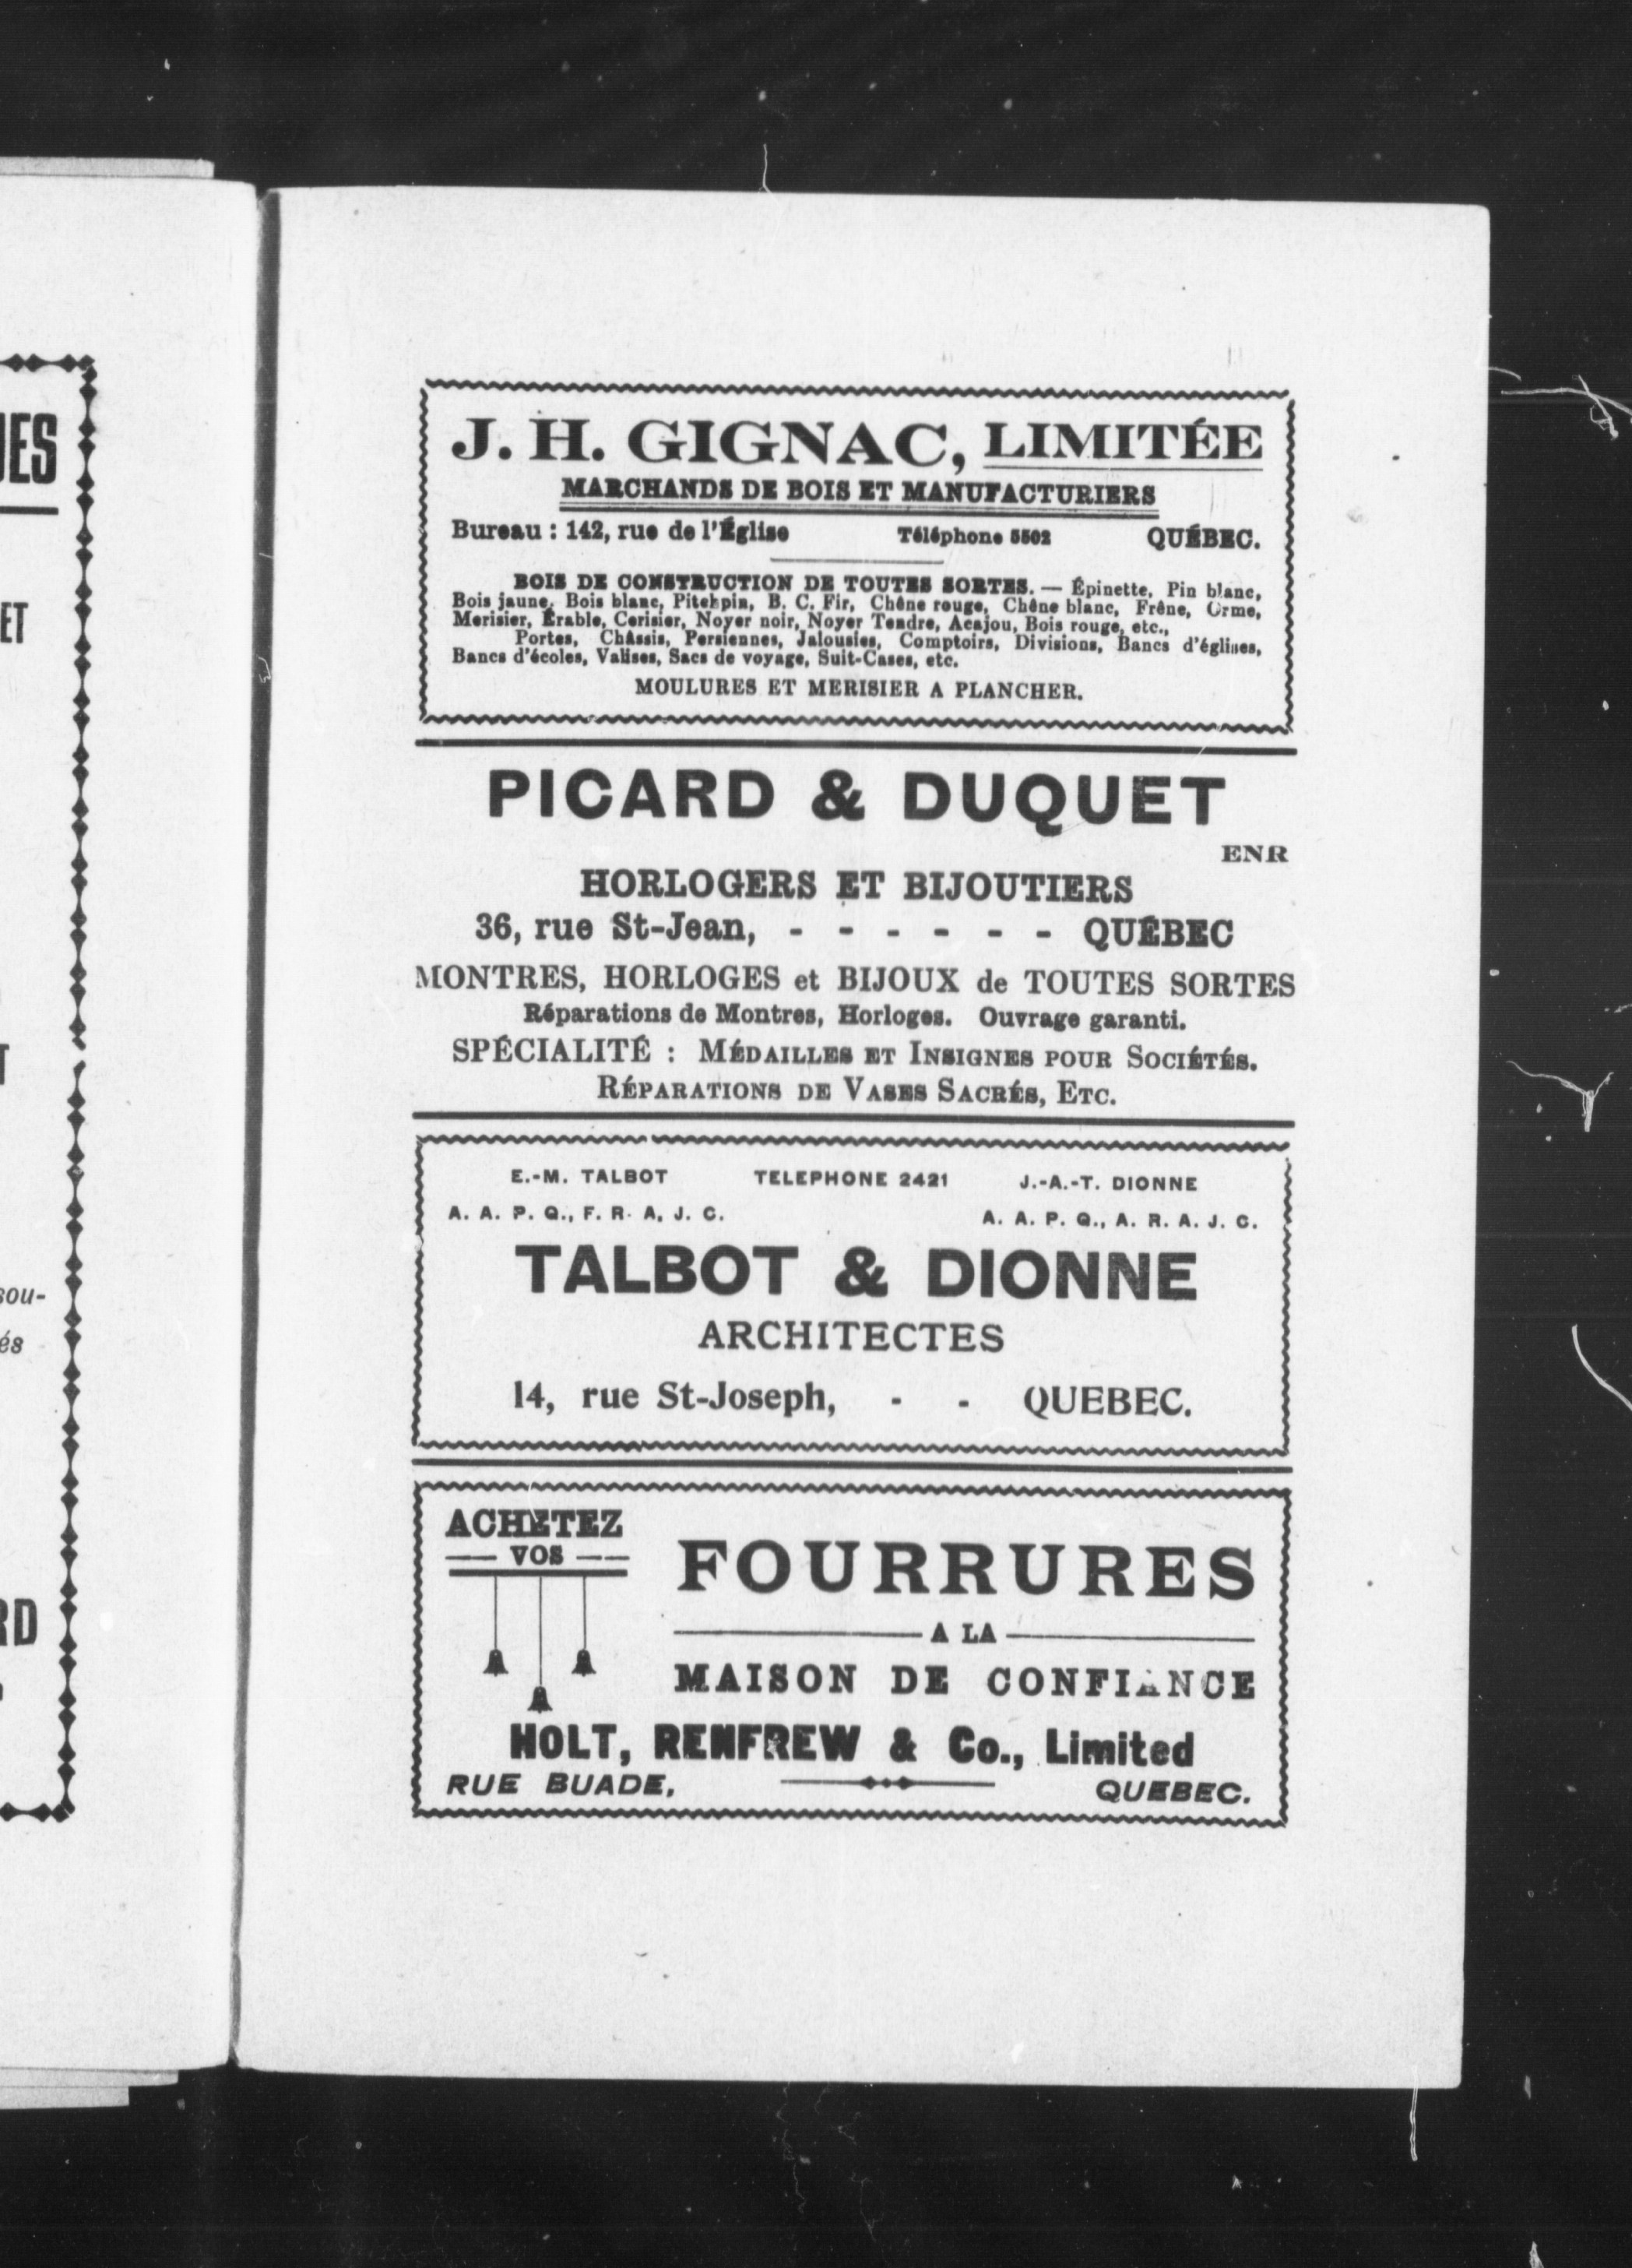 UES
ET
T
sou-
és
RD
J. H. GIGNAC, LIMITÉE
MARCHANDS DE BOIS ET MANUFACTURIERS
Bureau : 142, rue de l'Église Téléphone 5502 QUÉBEC.
BOIS DE CONSTRUCTION DE TOUTES SORTES. — Épinette, Pin blanc,
Bois jaune, Bois blanc, Pitchpin, B. C. Fir, Chêne rouge, Chêne blanc, Frêne, Orme,
Merisier, Érable, Cerisier, Noyer noir, Noyer Tendre, Acajou, Bois rouge, etc.,
Portes, Châssis, Persiennes, Jalousies, Comptoirs, Divisions, Bancs d'églises,
Bancs d'écoles, Valises, Sacs de voyage, Suit-Cases, etc.
MOULURES ET MERISIER A PLANCHER.
PICARD & DUQUET
ENR
HORLOGERS ET BIJOUTIERS
36, rue St-Jean, - - - - - - QUÉBEC
MONTRES, HORLOGES et BIJOUX de TOUTES SORTES
Réparations de Montres, Horloges. Ouvrage garanti.
SPÉCIALITÉ : MÉDAILLES ET INSIGNES POUR SOCIÉTÉS.
RÉPARATIONS DE VASES SACRÉS, ETC.
E.-M. TALBOT TELEPHONE 2421 J.-A.-T. DIONNE
A. A. P. Q., F. R. A, J. C. A. A. P. Q., A. R. A. J. C.
TALBOT & DIONNE
ARCHITECTES
14, rue St-Joseph, - - QUEBEC.
ACHETEZ
VOS
FOURRURES
A LA
MAISON DE CONFIANCE
HOLT, RENFREW & Co., Limited
RUE BUADE, QUEBEC.